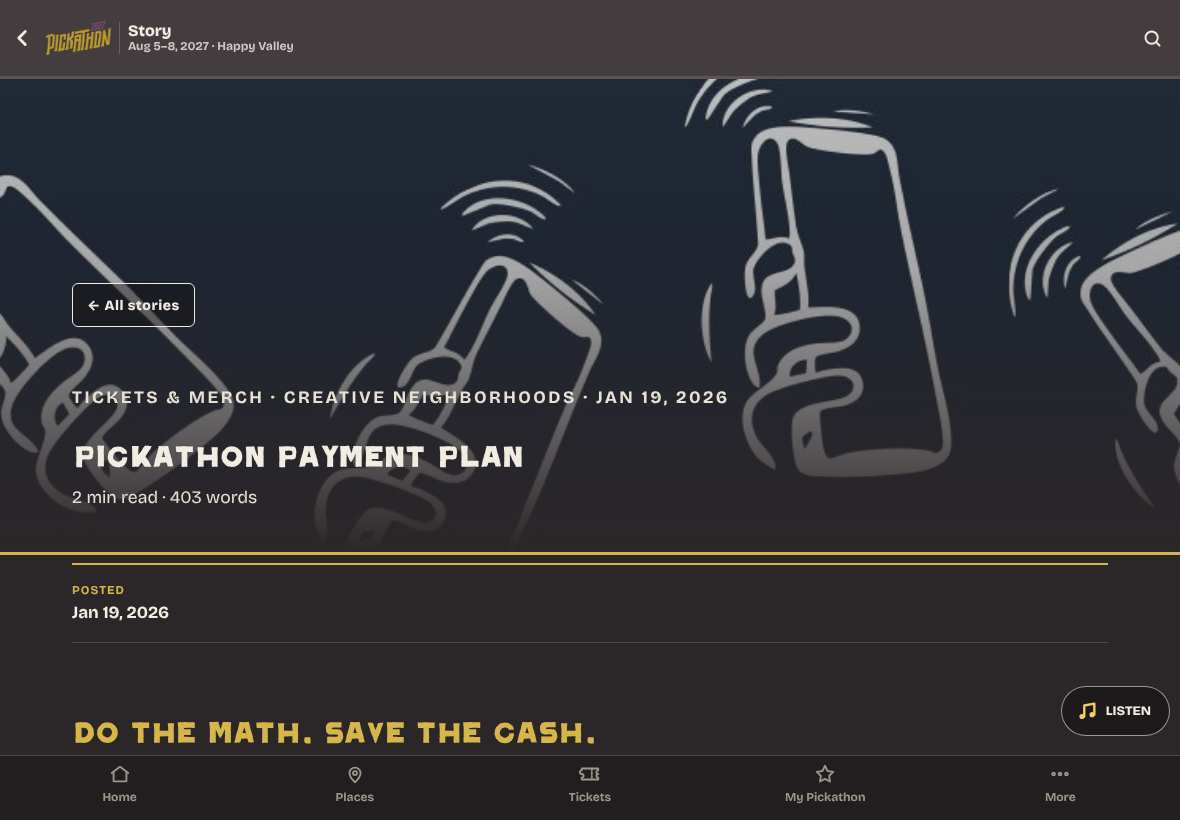 PICKATHON
Story
Aug 5–8, 2027 · Happy Valley
← All stories
TICKETS & MERCH · CREATIVE NEIGHBORHOODS · JAN 19, 2026
PICKATHON PAYMENT PLAN
2 min read · 403 words
POSTED
Jan 19, 2026
DO THE MATH. SAVE THE CASH.
LISTEN
Home
Places
Tickets
My Pickathon
More